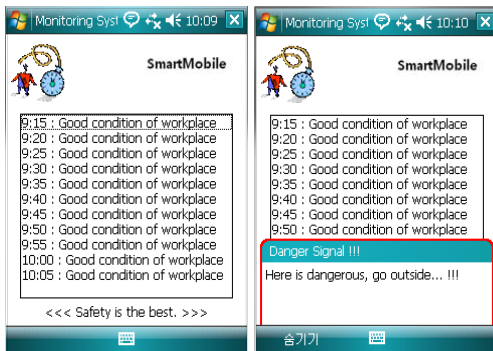 Monitoring Syst 10:09
SmartMobile
9:15 : Good condition of workplace
9:20 : Good condition of workplace
9:25 : Good condition of workplace
9:30 : Good condition of workplace
9:35 : Good condition of workplace
9:40 : Good condition of workplace
9:45 : Good condition of workplace
9:50 : Good condition of workplace
9:55 : Good condition of workplace
10:00 : Good condition of workplace
10:05 : Good condition of workplace
<<< Safety is the best. >>>
Monitoring Syst 10:10
SmartMobile
9:15 : Good condition of workplace
9:20 : Good condition of workplace
9:25 : Good condition of workplace
9:30 : Good condition of workplace
9:35 : Good condition of workplace
9:40 : Good condition of workplace
9:45 : Good condition of workplace
9:50 : Good condition of workplace
Danger Signal !!!
Here is dangerous, go outside... !!!
숨기기